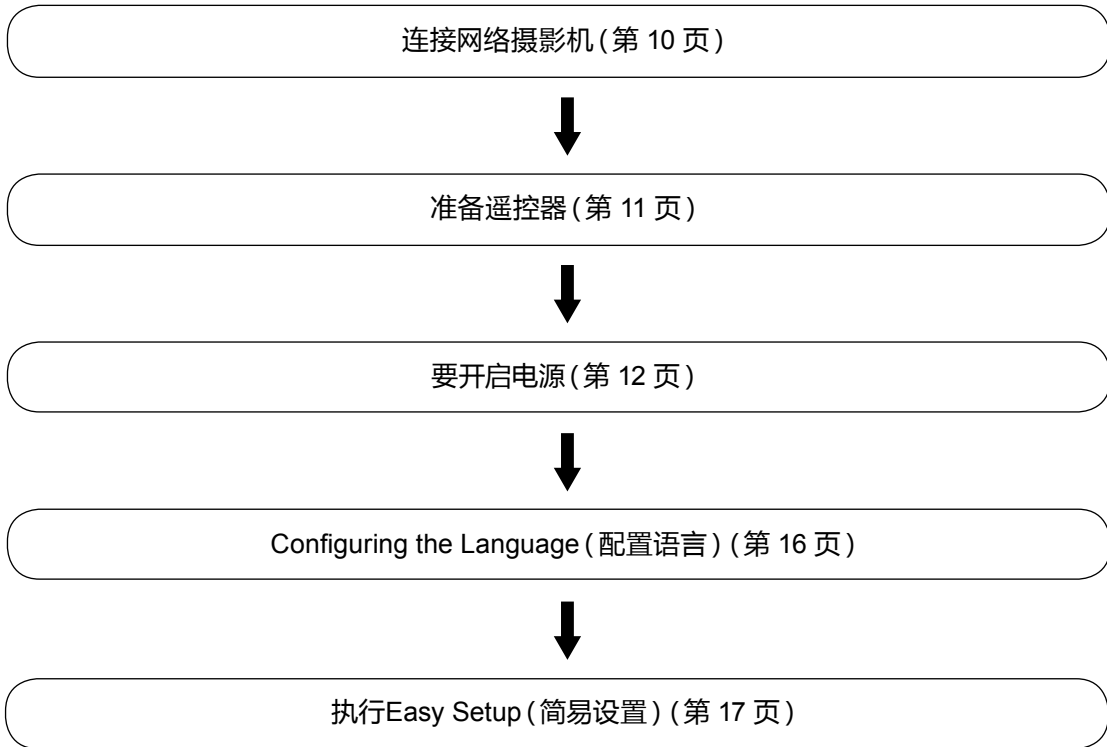 连接网络摄影机(第 10 页)
准备遥控器(第 11 页)
要开启电源(第 12 页)
Configuring the Language(配置语言)(第 16 页)
执行Easy Setup(简易设置)(第 17 页)